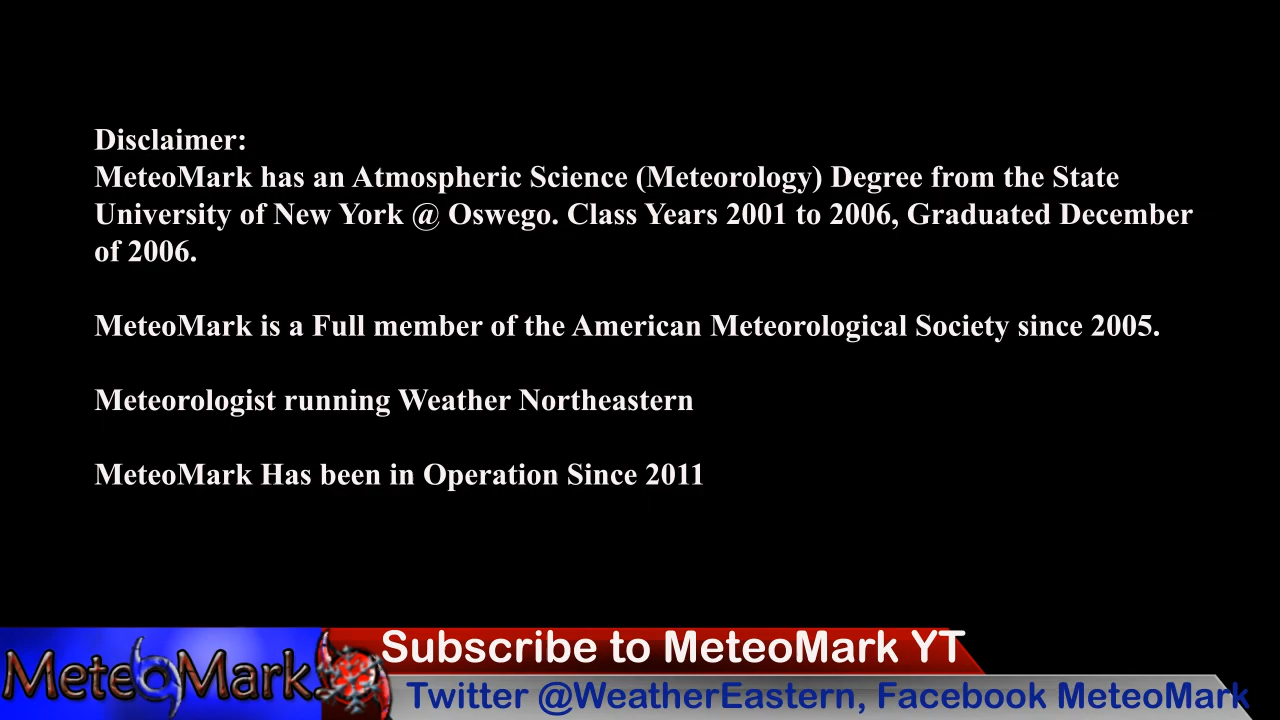 Disclaimer:
MeteoMark has an Atmospheric Science (Meteorology) Degree from the State
University of New York @ Oswego. Class Years 2001 to 2006, Graduated December
of 2006.
MeteoMark is a Full member of the American Meteorological Society since 2005.
Meteorologist running Weather Northeastern
MeteoMark Has been in Operation Since 2011
MeteoMark
Subscribe to MeteoMark YT
Twitter @WeatherEastern, Facebook MeteoMark